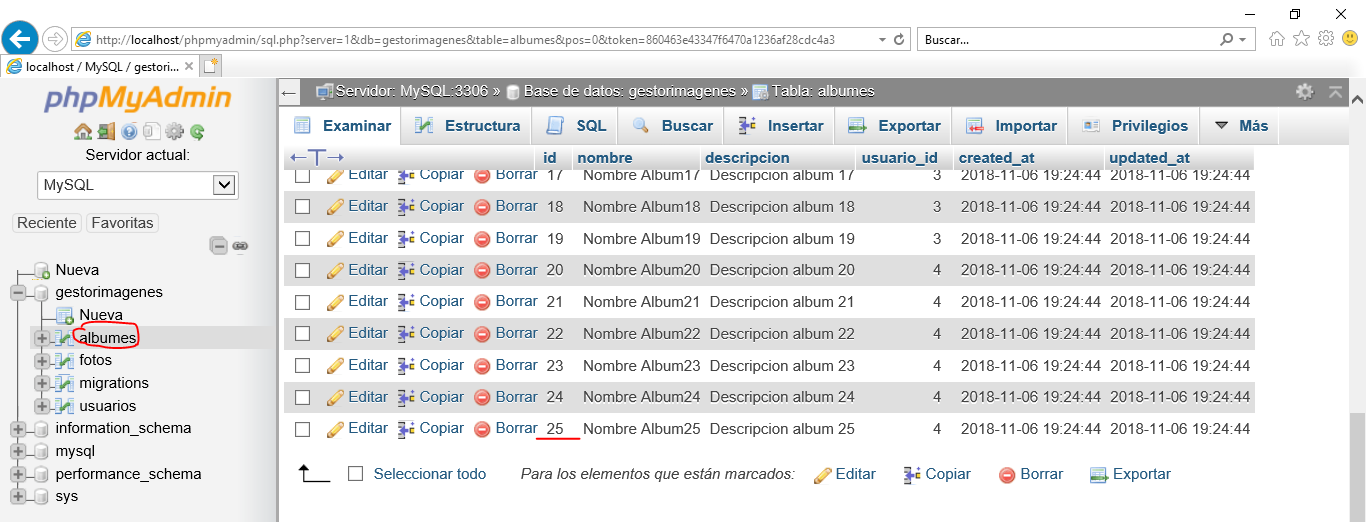 http://localhost/phpmyadmin/sql.php?server=1&db=gestorimagenes&table=albumes&pos=0&token=860463e43347f6470a1236af28cdc4a3 Buscar...
localhost / MySQL / gestori...
phpMyAdmin
Servidor actual:
MySQL
Reciente Favoritas
Nueva
gestorimagenes
Nueva
albumes
fotos
migrations
usuarios
information_schema
mysql
performance_schema
sys
Servidor: MySQL:3306 » Base de datos: gestorimagenes » Tabla: albumes
Examinar Estructura SQL Buscar Insertar Exportar Importar Privilegios Más
←T→ id nombre descripcion usuario_id created_at updated_at
Editar Copiar Borrar 17 Nombre Album17 Descripcion album 17 3 2018-11-06 19:24:44 2018-11-06 19:24:44
Editar Copiar Borrar 18 Nombre Album18 Descripcion album 18 3 2018-11-06 19:24:44 2018-11-06 19:24:44
Editar Copiar Borrar 19 Nombre Album19 Descripcion album 19 3 2018-11-06 19:24:44 2018-11-06 19:24:44
Editar Copiar Borrar 20 Nombre Album20 Descripcion album 20 4 2018-11-06 19:24:44 2018-11-06 19:24:44
Editar Copiar Borrar 21 Nombre Album21 Descripcion album 21 4 2018-11-06 19:24:44 2018-11-06 19:24:44
Editar Copiar Borrar 22 Nombre Album22 Descripcion album 22 4 2018-11-06 19:24:44 2018-11-06 19:24:44
Editar Copiar Borrar 23 Nombre Album23 Descripcion album 23 4 2018-11-06 19:24:44 2018-11-06 19:24:44
Editar Copiar Borrar 24 Nombre Album24 Descripcion album 24 4 2018-11-06 19:24:44 2018-11-06 19:24:44
Editar Copiar Borrar 25 Nombre Album25 Descripcion album 25 4 2018-11-06 19:24:44 2018-11-06 19:24:44
Seleccionar todo Para los elementos que están marcados: Editar Copiar Borrar Exportar